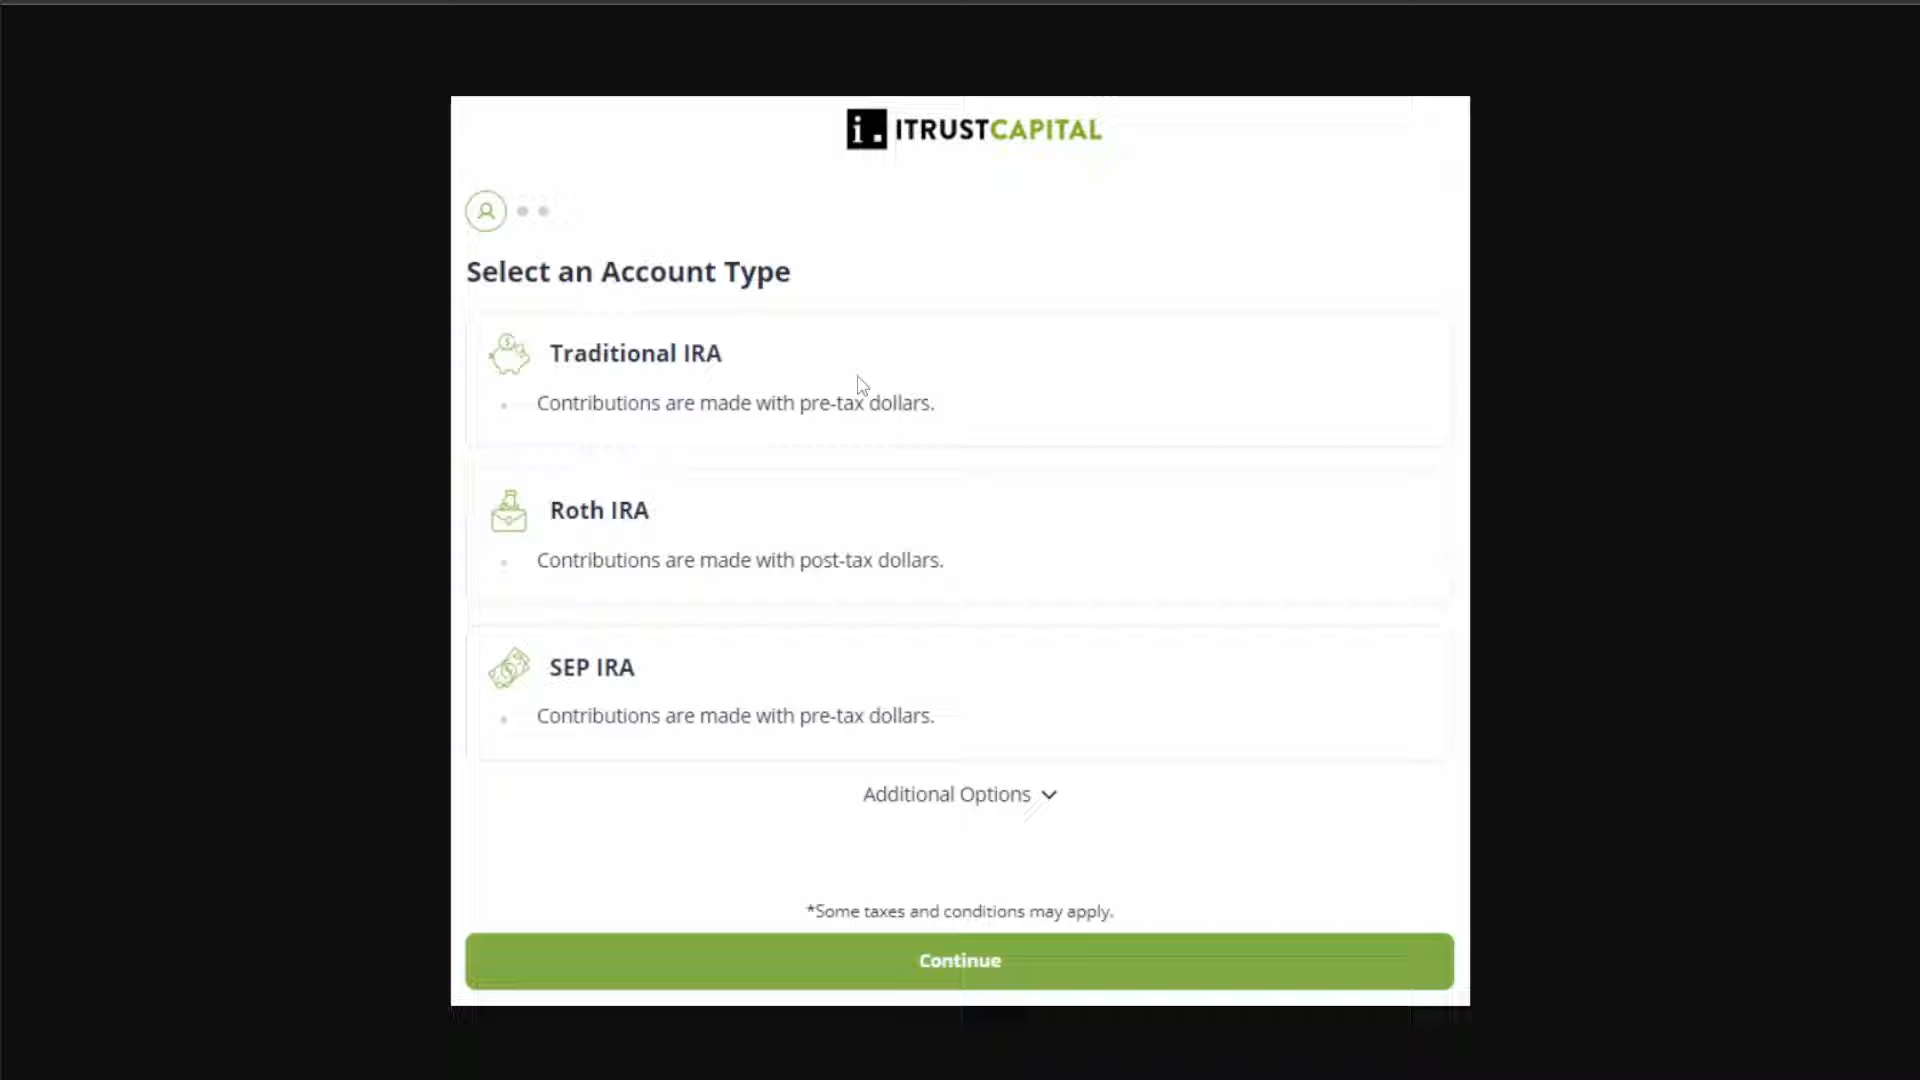 i. ITRUSTCAPITAL
Select an Account Type
Traditional IRA
Contributions are made with pre-tax dollars.
Roth IRA
Contributions are made with post-tax dollars.
SEP IRA
Contributions are made with pre-tax dollars.
Additional Options
*Some taxes and conditions may apply.
Continue